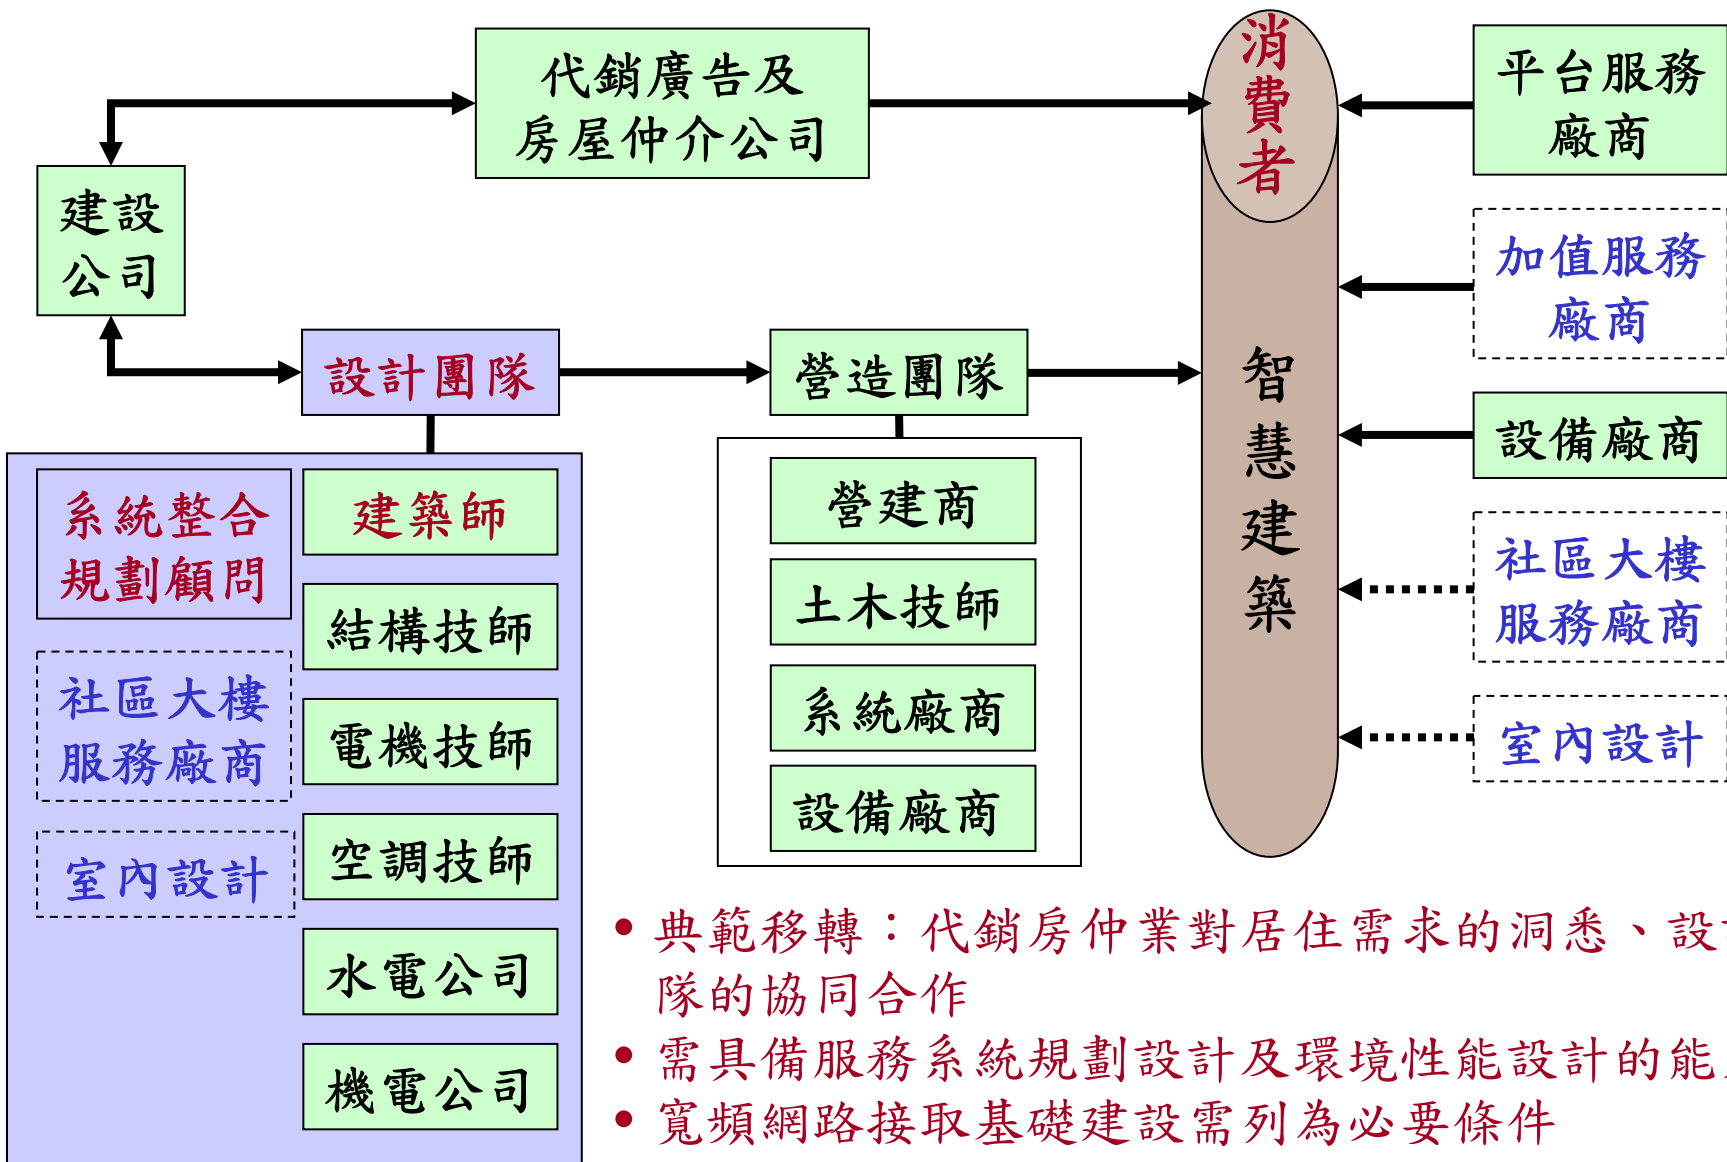 代銷廣告及
房屋仲介公司
建設
公司
設計團隊
營造團隊
系統整合
規劃顧問
社區大樓
服務廠商
室內設計
建築師
結構技師
電機技師
空調技師
水電公司
機電公司
營建商
土木技師
系統廠商
設備廠商
消
費
者
智
慧
建
築
平台服務
廠商
加值服務
廠商
設備廠商
社區大樓
服務廠商
室內設計
• 典範移轉：代銷房仲業對居住需求的洞悉、設
隊的協同合作
• 需具備服務系統規劃設計及環境性能設計的能
• 寬頻網路接取基礎建設需列為必要條件